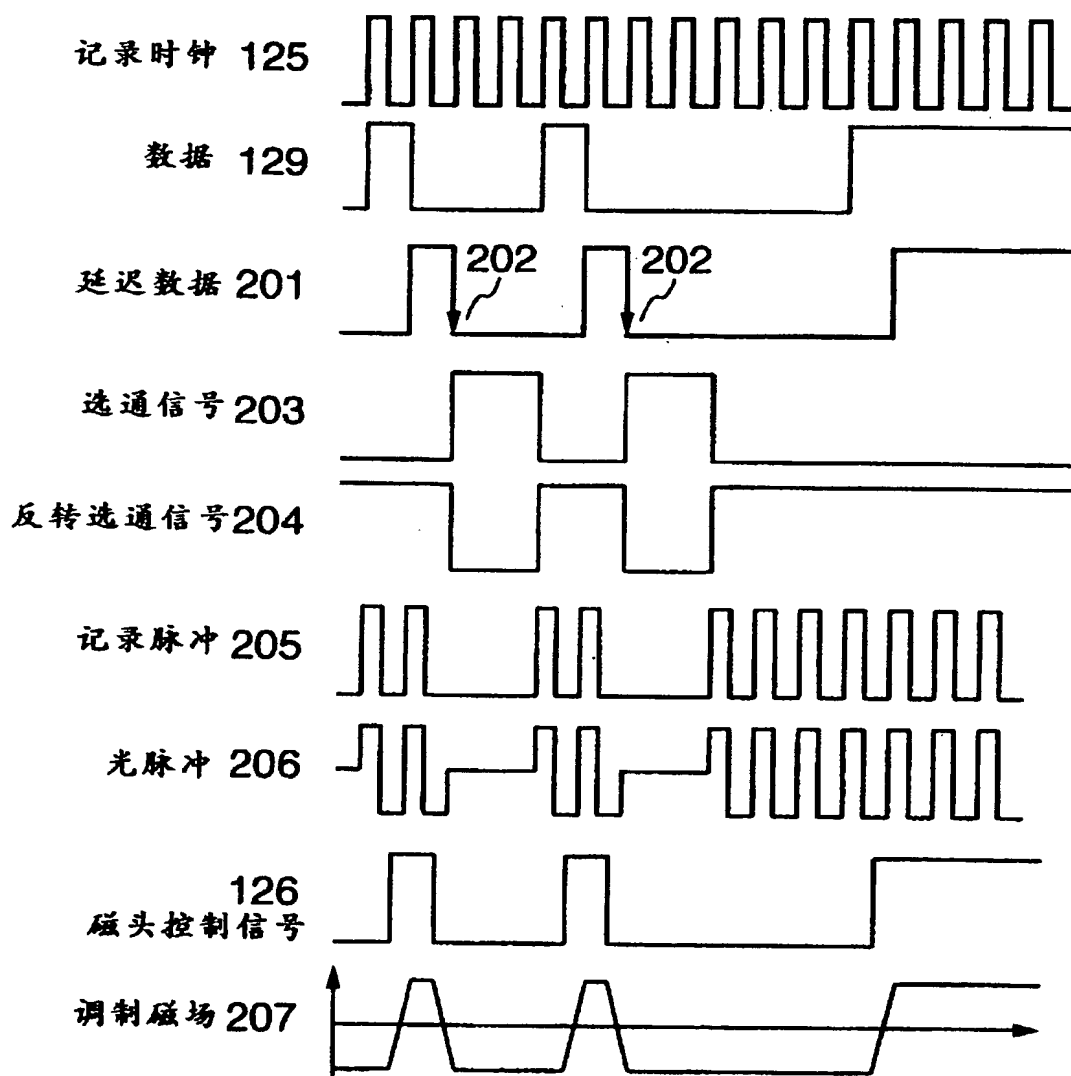 记录时钟 125
数据 129
延迟数据 201
202
202
选通信号 203
反转选通信号 204
记录脉冲 205
光脉冲 206
126
磁头控制信号
调制磁场 207